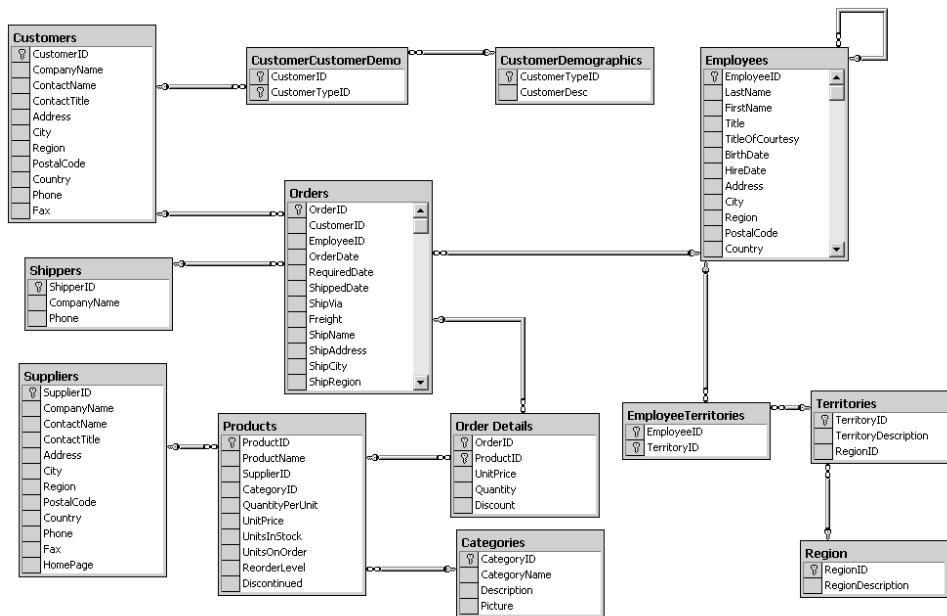 Customers
CustomerID
CompanyName
ContactName
ContactTitle
Address
City
Region
PostalCode
Country
Phone
Fax
CustomerCustomerDemo
CustomerID
CustomerTypeID
CustomerDemographics
CustomerTypeID
CustomerDesc
Employees
EmployeeID
LastName
FirstName
Title
TitleOfCourtesy
BirthDate
HireDate
Address
City
Region
PostalCode
Country
Orders
OrderID
CustomerID
EmployeeID
OrderDate
RequiredDate
ShippedDate
ShipVia
Freight
ShipName
ShipAddress
ShipCity
ShipRegion
Shippers
ShipperID
CompanyName
Phone
Suppliers
SupplierID
CompanyName
ContactName
ContactTitle
Address
City
Region
PostalCode
Country
Phone
Fax
HomePage
Products
ProductID
ProductName
SupplierID
CategoryID
QuantityPerUnit
UnitPrice
UnitsInStock
UnitsOnOrder
ReorderLevel
Discontinued
Order Details
OrderID
ProductID
UnitPrice
Quantity
Discount
EmployeeTerritories
EmployeeID
TerritoryID
Territories
TerritoryID
TerritoryDescription
RegionID
Categories
CategoryID
CategoryName
Description
Picture
Region
RegionID
RegionDescription